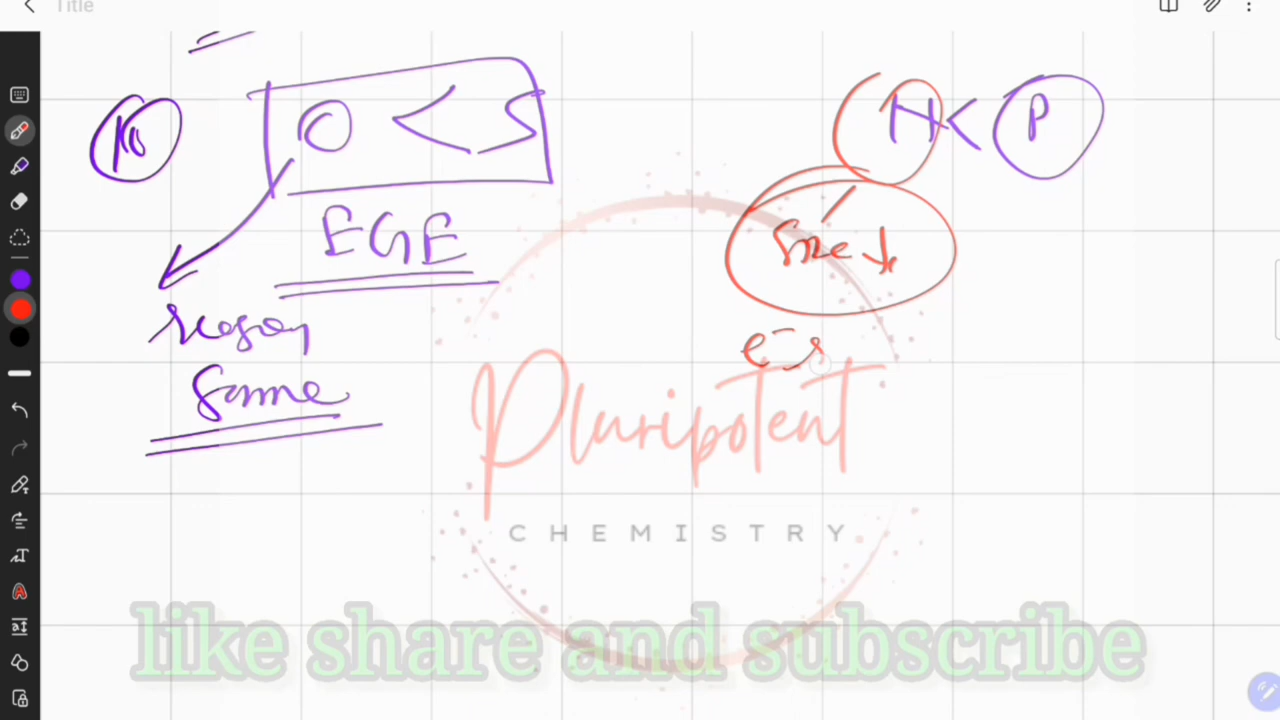 Title
O < S
N < P
EGE
Size ↓
reason
same
e⁻s
Pluripotent
CHEMISTRY
like share and subscribe